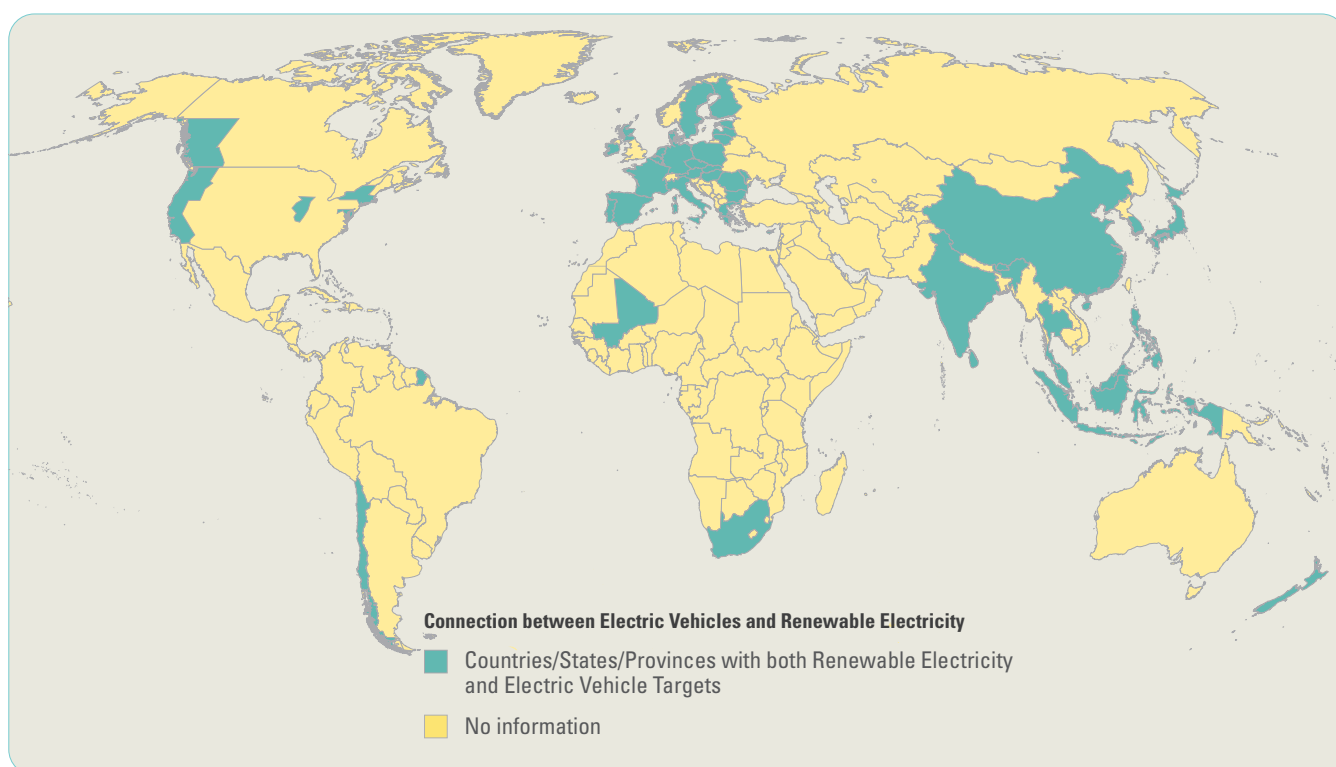 Connection between Electric Vehicles and Renewable Electricity
Countries/States/Provinces with both Renewable Electricity
and Electric Vehicle Targets
No information